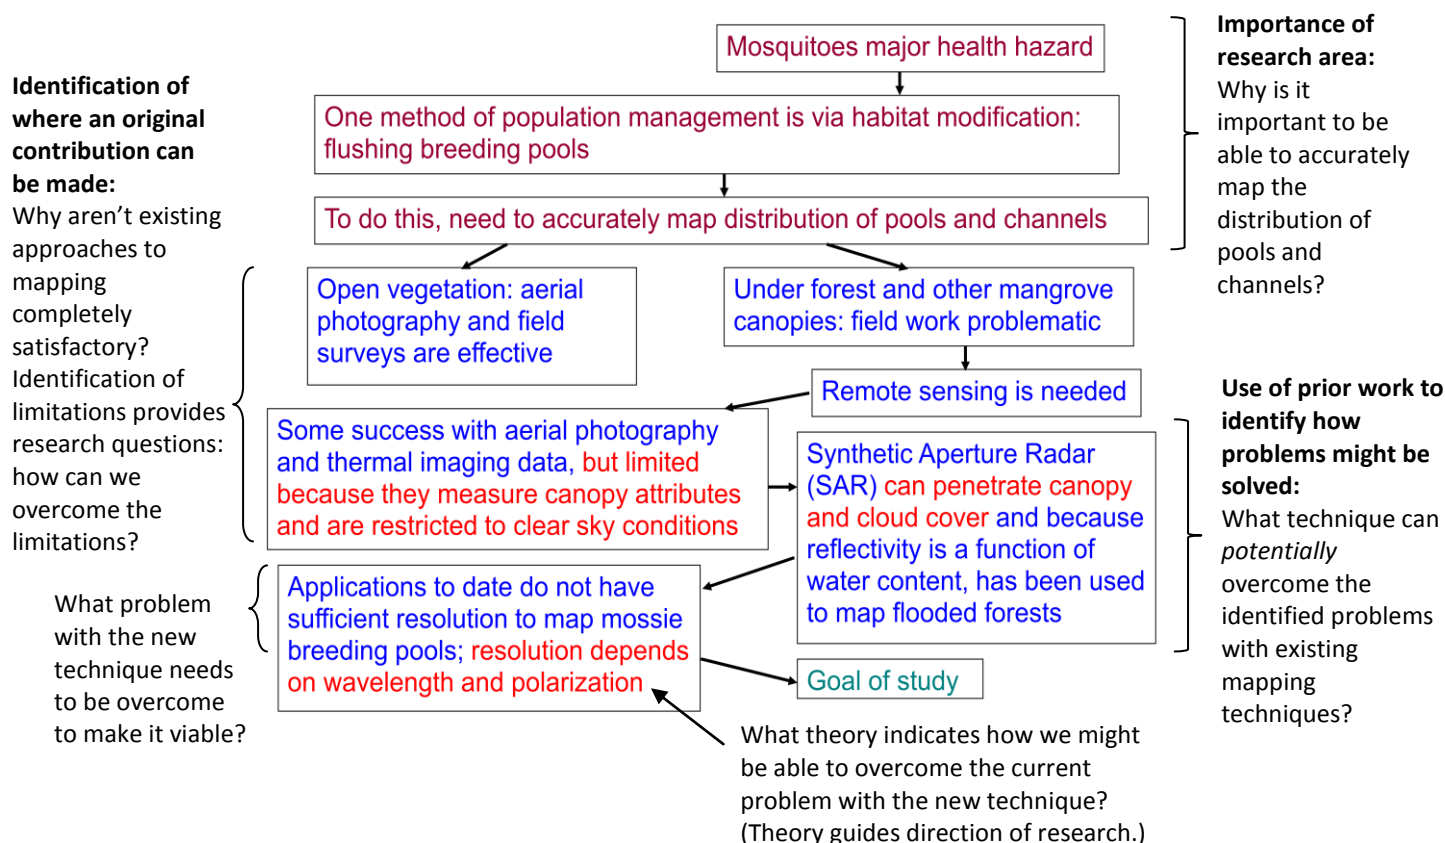 Mosquitoes major health hazard
One method of population management is via habitat modification:
flushing breeding pools
To do this, need to accurately map distribution of pools and channels
Importance of
research area:
Why is it
important to be
able to accurately
map the
distribution of
pools and
channels?
Identification of
where an original
contribution can
be made:
Why aren’t existing
approaches to
mapping
completely
satisfactory?
Identification of
limitations provides
research questions:
how can we
overcome the
limitations?
Open vegetation: aerial
photography and field
surveys are effective
Under forest and other mangrove
canopies: field work problematic
Remote sensing is needed
Some success with aerial photography
and thermal imaging data, but limited
because they measure canopy attributes
and are restricted to clear sky conditions
Synthetic Aperture Radar
(SAR) can penetrate canopy
and cloud cover and because
reflectivity is a function of
water content, has been used
to map flooded forests
Use of prior work to
identify how
problems might be
solved:
What technique can
potentially
overcome the
identified problems
with existing
mapping
techniques?
What problem
with the new
technique needs
to be overcome
to make it viable?
Applications to date do not have
sufficient resolution to map mossie
breeding pools; resolution depends
on wavelength and polarization
Goal of study
What theory indicates how we might
be able to overcome the current
problem with the new technique?
(Theory guides direction of research.)